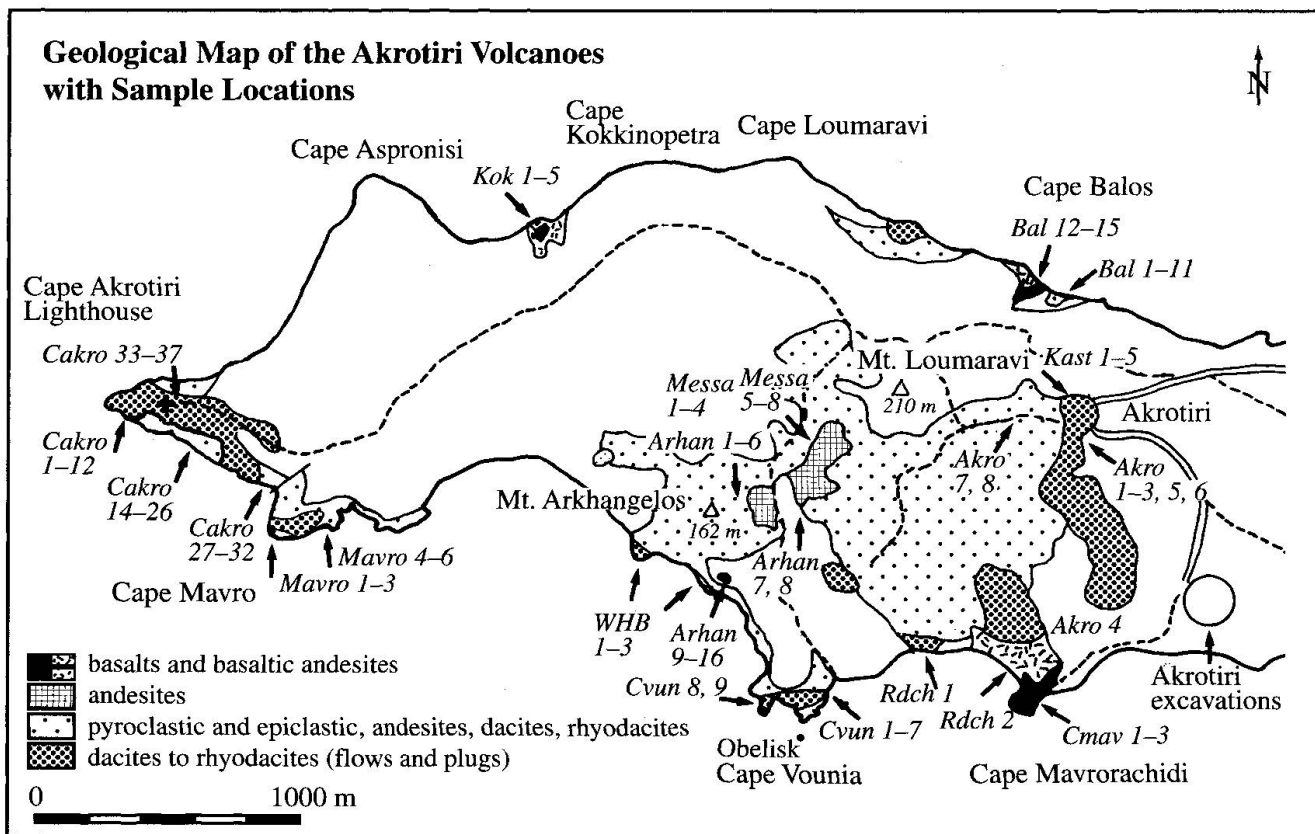 Geological Map of the Akrotiri Volcanoes
with Sample Locations
N
Cape
Kokkinopetra
Cape Loumaravi
Cape Aspronisi
Kok 1–5
Cape Balos
Bal 12–15
Bal 1–11
Cape Akrotiri
Lighthouse
Cakro 33–37
Mt. Loumaravi
Kast 1–5
Messa
1–4
Messa
5–8
210 m
Akrotiri
Arhan 1–6
Cakro
1–12
Akro
7, 8
Akro
1–3, 5, 6
Cakro
14–26
Mt. Arkhangelos
162 m
Cakro
27–32
Mavro 4–6
Mavro 1–3
Cape Mavro
Arhan
7, 8
WHB
1–3
Arhan
9–16
Akro 4
Akrotiri
excavations
Cvun 8, 9
Rdch 1
Rdch 2
Cvun 1–7
Cmav 1–3
Obelisk
Cape Vounia
Cape Mavrorachidi
basalts and basaltic andesites
andesites
pyroclastic and epiclastic, andesites, dacites, rhyodacites
dacites to rhyodacites (flows and plugs)
0 1000 m